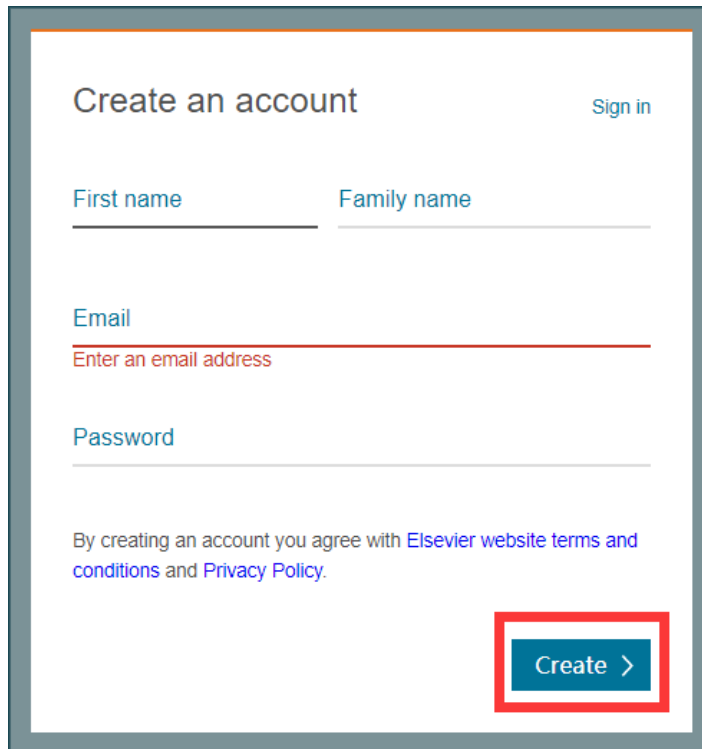 Create an account
Sign in
First name
Family name
Email
Enter an email address
Password
By creating an account you agree with Elsevier website terms and
conditions and Privacy Policy.
Create